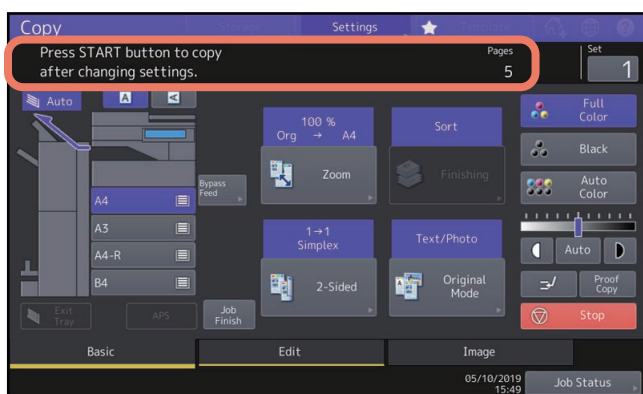 Copy
Storage
Settings
Template
Press START button to copy
after changing settings.
Pages
5
Set
1
Auto
A
A
100 %
Org → A4
Zoom
Sort
Finishing
Full
Color
Black
Auto
Color
Bypass
Feed
A4
A3
A4-R
B4
1→1
Simplex
2-Sided
Text/Photo
Original
Mode
Auto
Proof
Copy
Exit
Tray
APS
Job
Finish
Stop
Basic
Edit
Image
05/10/2019
15:49
Job Status